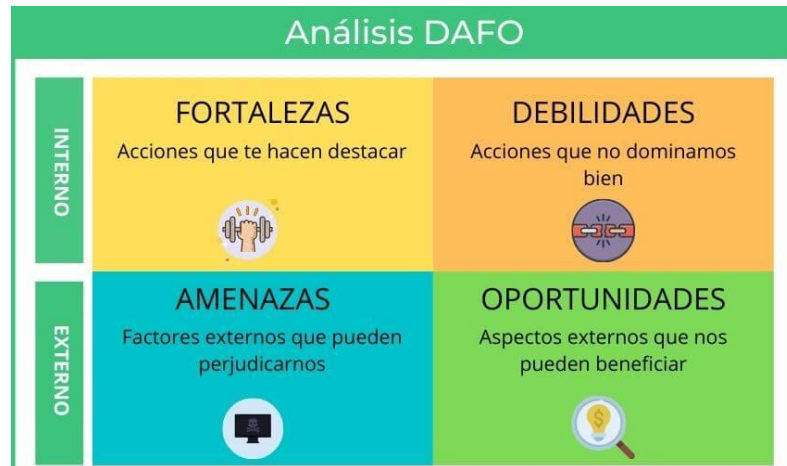 Análisis DAFO
INTERNO
FORTALEZAS
Acciones que te hacen destacar
DEBILIDADES
Acciones que no dominamos
bien
EXTERNO
AMENAZAS
Factores externos que pueden
perjudicarnos
OPORTUNIDADES
Aspectos externos que nos
pueden beneficiar